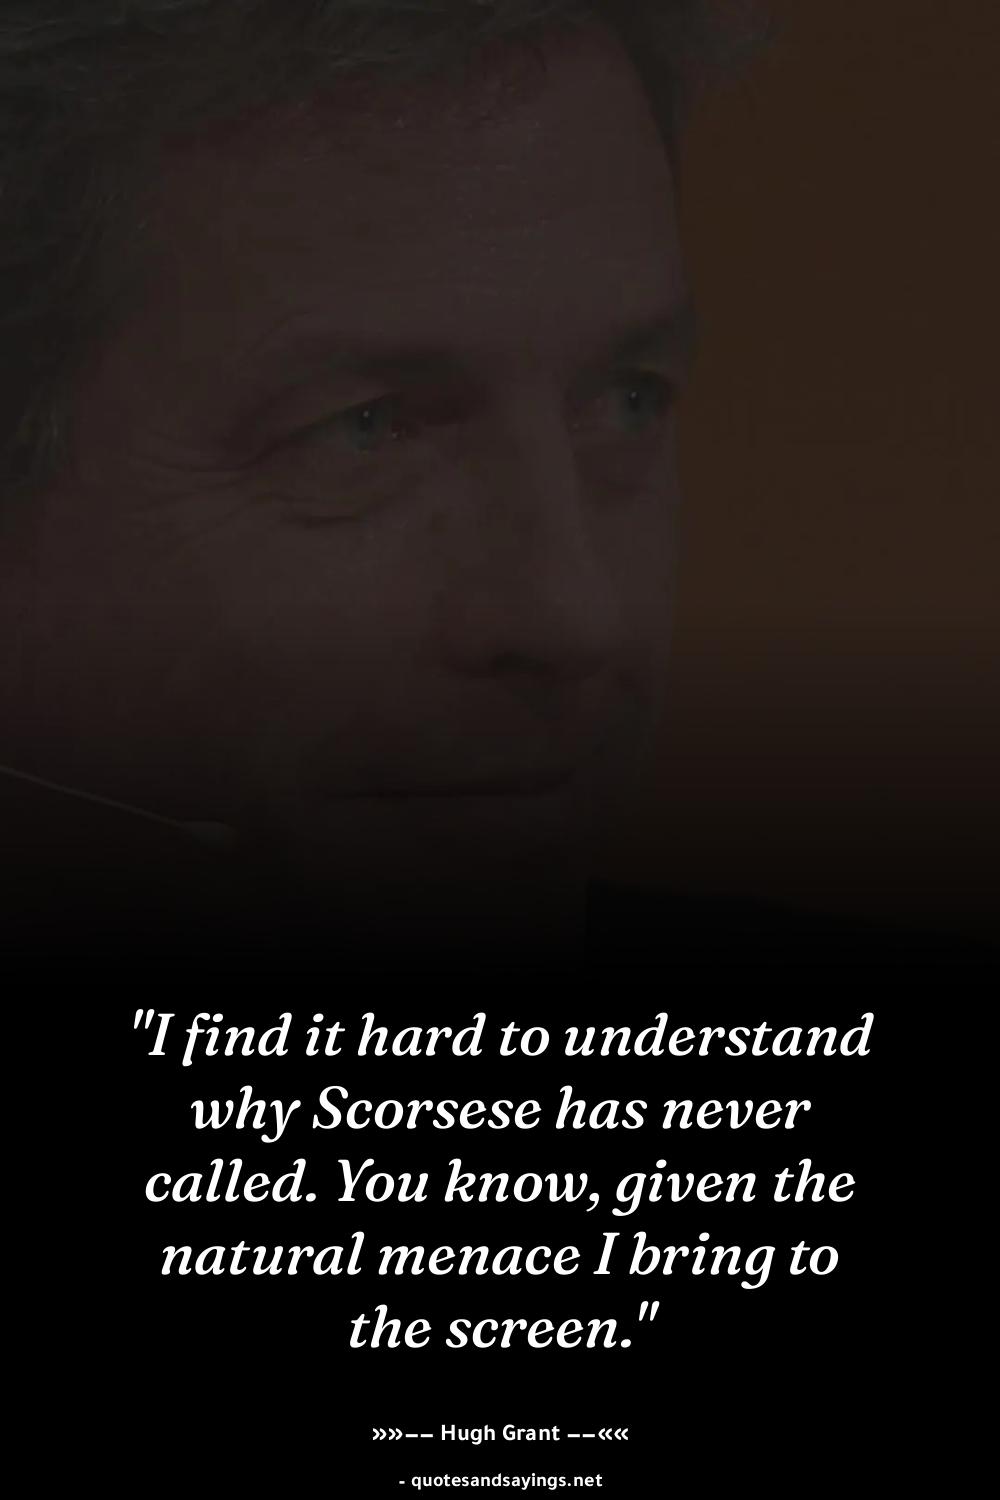 "I find it hard to understand
why Scorsese has never
called. You know, given the
natural menace I bring to
the screen."
»»–– Hugh Grant ––««
- quotesandsayings.net